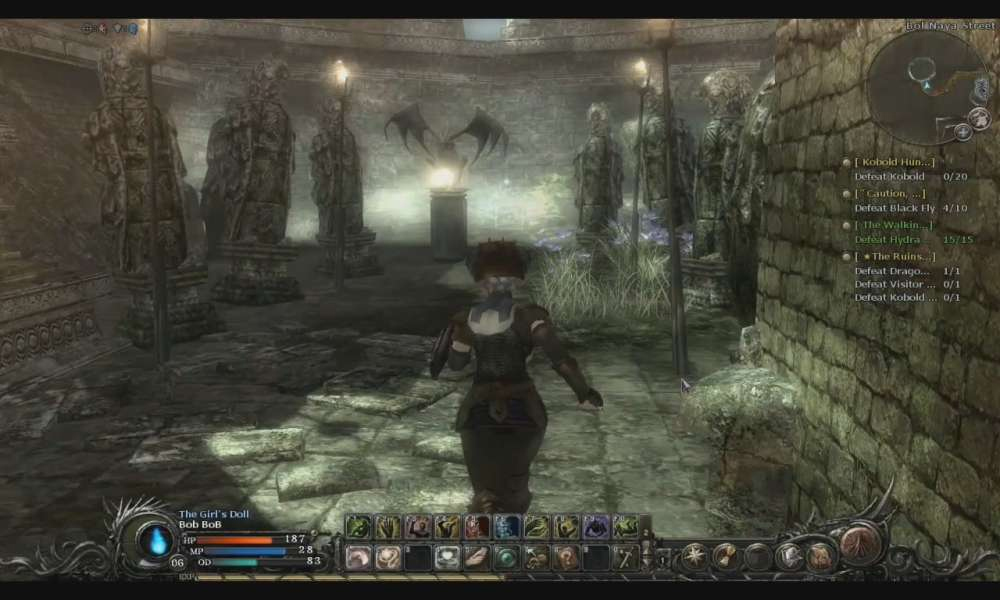 Bol Naya Street
[ Kobold Hun...]
Defeat Kobold 0/20
[ "Caution, ...]
Defeat Black Fly 4/10
[ The Walkin...]
Defeat Hydra ... 15/15
[ ★The Ruins...]
Defeat Drago... 1/1
Defeat Visitor ... 0/1
Defeat Kobold ... 0/1
The Girl's Doll
Bob BoB
HP 187
MP 28
06 OD 83
EXP